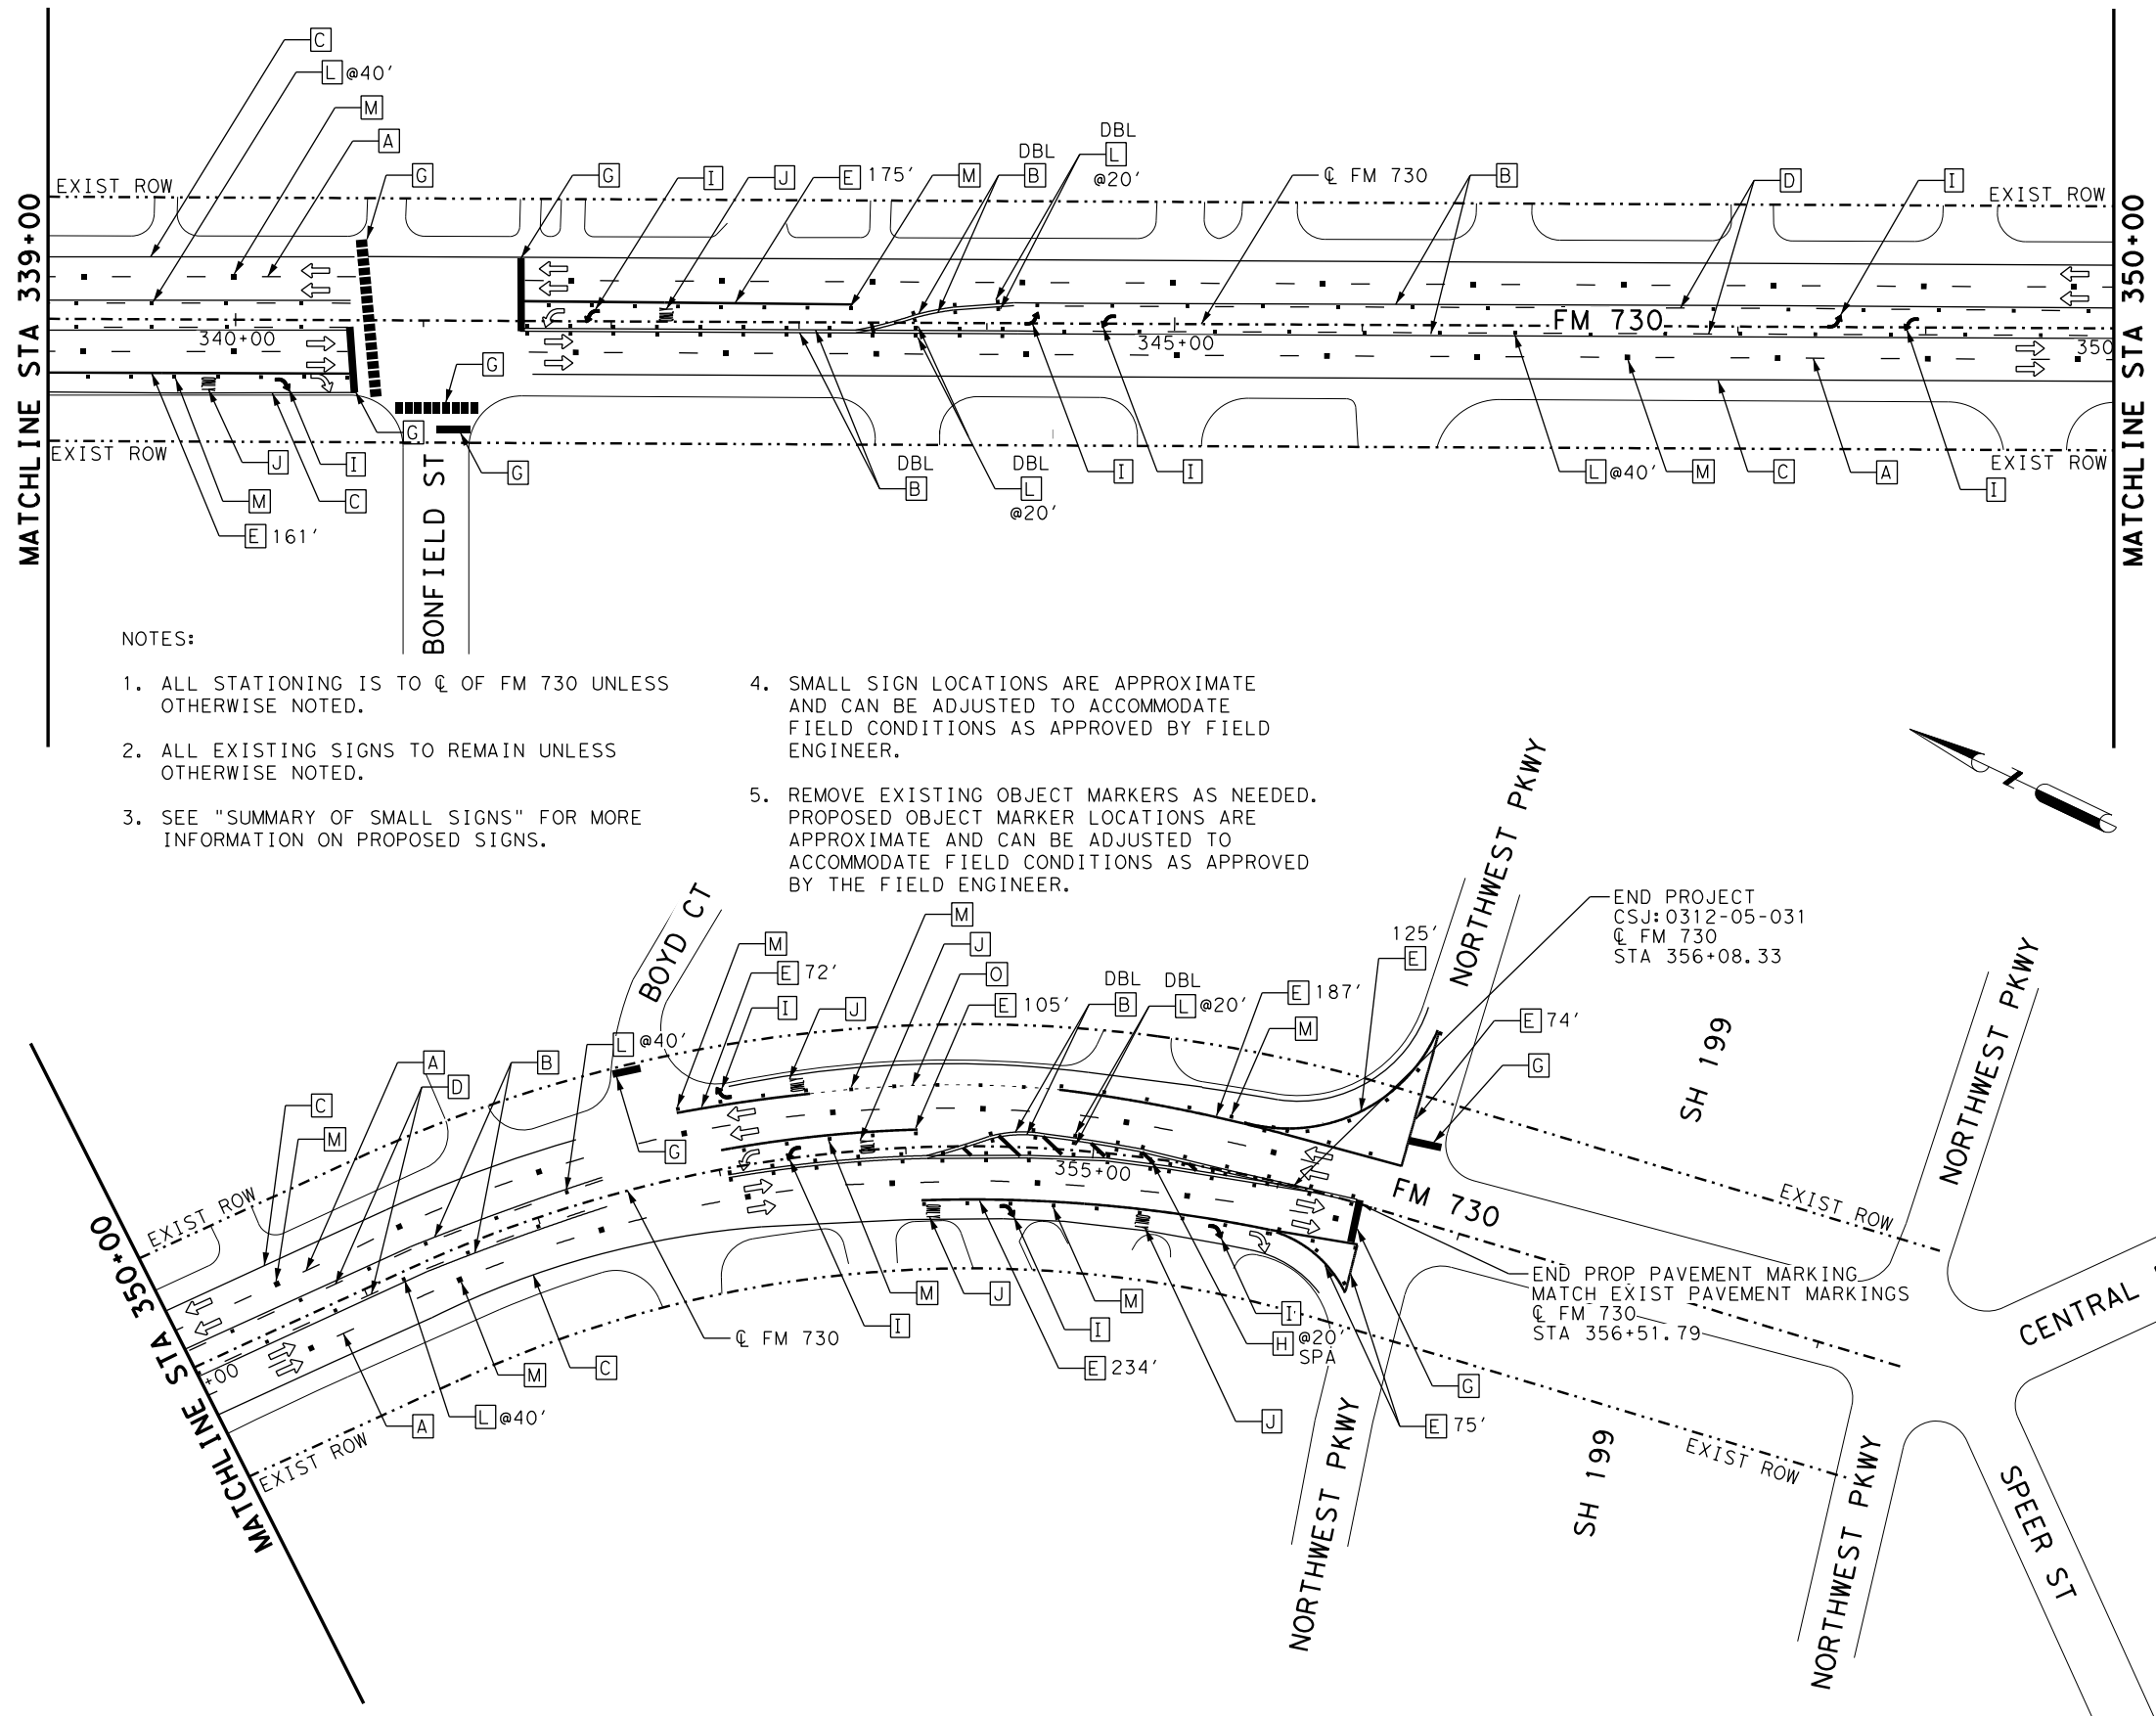 C
L @40'
M
A
G
G
I
J
E 175'
M
DBL
B
DBL
L
@20'
℄ FM 730
B
D
I
EXIST ROW
EXIST ROW
MATCHLINE STA 339+00
MATCHLINE STA 350+00
FM 730
340+00
345+00
350
G
G
G
EXIST ROW
EXIST ROW
J
I
M
C
E 161'
BONFIELD ST
DBL
B
DBL
L
@20'
I
I
L @40'
M
C
A
I
NOTES:
1. ALL STATIONING IS TO ℄ OF FM 730 UNLESS
OTHERWISE NOTED.
2. ALL EXISTING SIGNS TO REMAIN UNLESS
OTHERWISE NOTED.
3. SEE "SUMMARY OF SMALL SIGNS" FOR MORE
INFORMATION ON PROPOSED SIGNS.
4. SMALL SIGN LOCATIONS ARE APPROXIMATE
AND CAN BE ADJUSTED TO ACCOMMODATE
FIELD CONDITIONS AS APPROVED BY FIELD
ENGINEER.
5. REMOVE EXISTING OBJECT MARKERS AS NEEDED.
PROPOSED OBJECT MARKER LOCATIONS ARE
APPROXIMATE AND CAN BE ADJUSTED TO
ACCOMMODATE FIELD CONDITIONS AS APPROVED
BY THE FIELD ENGINEER.
Z
BOYD CT
NORTHWEST PKWY
END PROJECT
CSJ:0312-05-031
℄ FM 730
STA 356+08.33
M
M
J
E 72'
O
I
J
E 105'
DBL
B
DBL
L @20'
E 187'
M
125'
E
E 74'
G
SH 199
NORTHWEST PKWY
L @40'
A
B
D
C
M
G
EXIST ROW
MATCHLINE STA 350+00
+00
355+00
FM 730
EXIST ROW
END PROP PAVEMENT MARKING
MATCH EXIST PAVEMENT MARKINGS
℄ FM 730
STA 356+51.79
CENTRAL
℄ FM 730
I
M
J
I
M
I
H @20'
SPA
E 234'
G
J
E 75'
C
M
L @40'
A
EXIST ROW
NORTHWEST PKWY
SH 199
EXIST ROW
NORTHWEST PKWY
SPEER ST